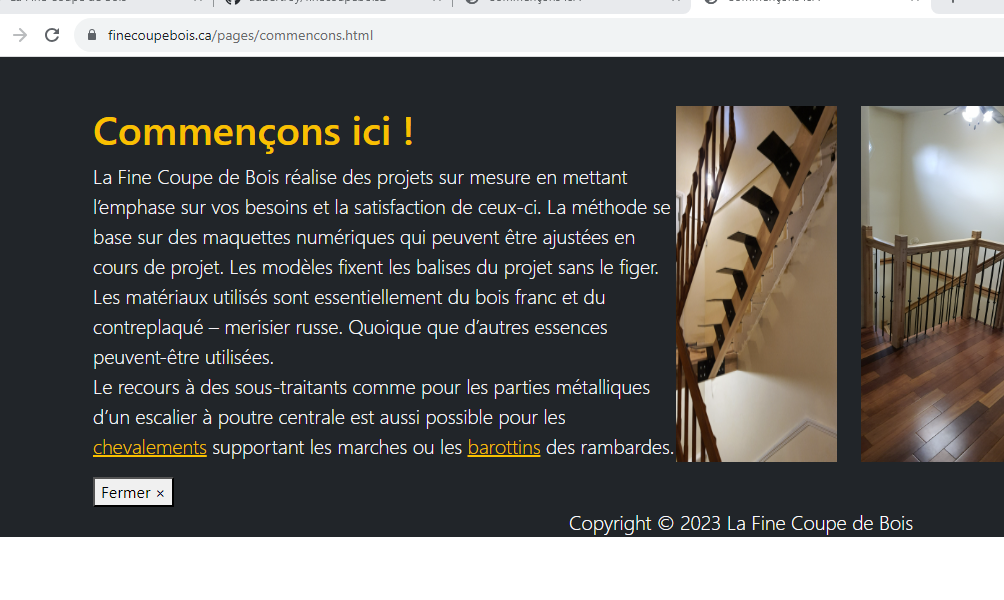 finecoupebois.ca/pages/commencons.html
Commençons ici !
La Fine Coupe de Bois réalise des projets sur mesure en mettant
l’emphase sur vos besoins et la satisfaction de ceux-ci. La méthode se
base sur des maquettes numériques qui peuvent être ajustées en
cours de projet. Les modèles fixent les balises du projet sans le figer.
Les matériaux utilisés sont essentiellement du bois franc et du
contreplaqué – merisier russe. Quoique que d’autres essences
peuvent-être utilisées.
Le recours à des sous-traitants comme pour les parties métalliques
d’un escalier à poutre centrale est aussi possible pour les
chevalements supportant les marches ou les barottins des rambardes.
Fermer ×
Copyright © 2023 La Fine Coupe de Bois